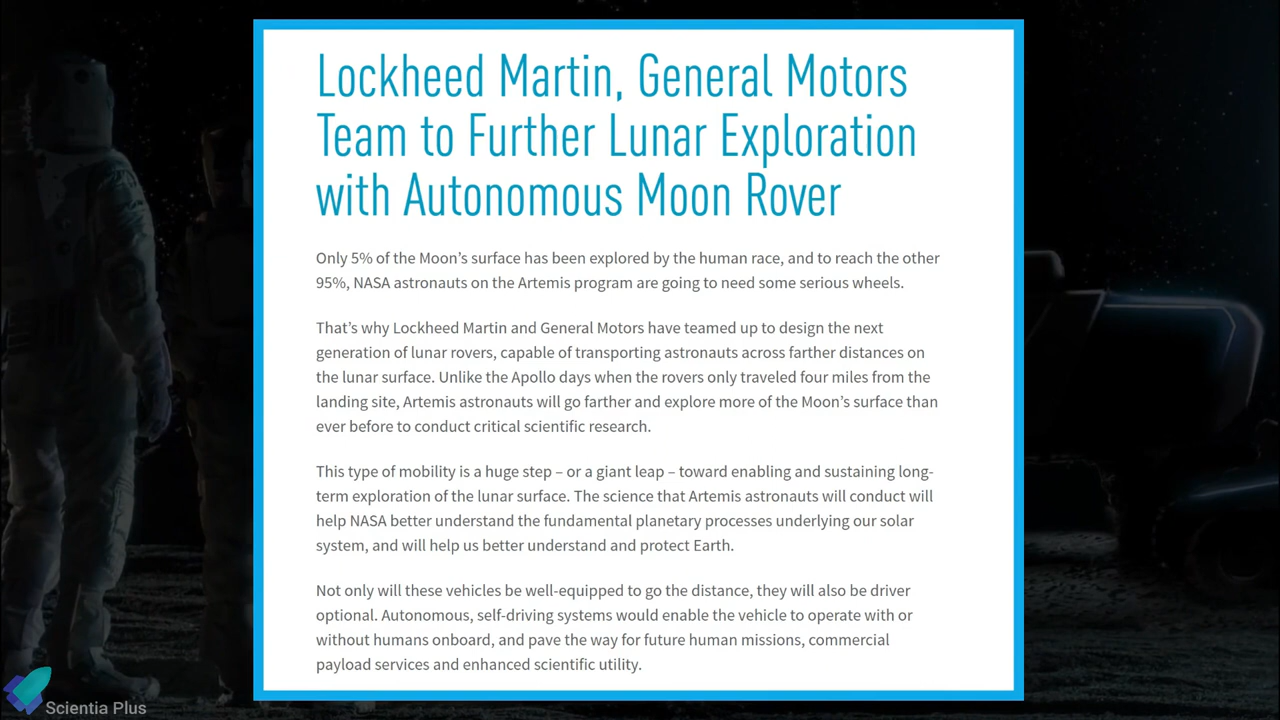 Lockheed Martin, General Motors
Team to Further Lunar Exploration
with Autonomous Moon Rover
Only 5% of the Moon’s surface has been explored by the human race, and to reach the other
95%, NASA astronauts on the Artemis program are going to need some serious wheels.
That’s why Lockheed Martin and General Motors have teamed up to design the next
generation of lunar rovers, capable of transporting astronauts across farther distances on
the lunar surface. Unlike the Apollo days when the rovers only traveled four miles from the
landing site, Artemis astronauts will go farther and explore more of the Moon’s surface than
ever before to conduct critical scientific research.
This type of mobility is a huge step – or a giant leap – toward enabling and sustaining long-
term exploration of the lunar surface. The science that Artemis astronauts will conduct will
help NASA better understand the fundamental planetary processes underlying our solar
system, and will help us better understand and protect Earth.
Not only will these vehicles be well-equipped to go the distance, they will also be driver
optional. Autonomous, self-driving systems would enable the vehicle to operate with or
without humans onboard, and pave the way for future human missions, commercial
payload services and enhanced scientific utility.
Scientia Plus